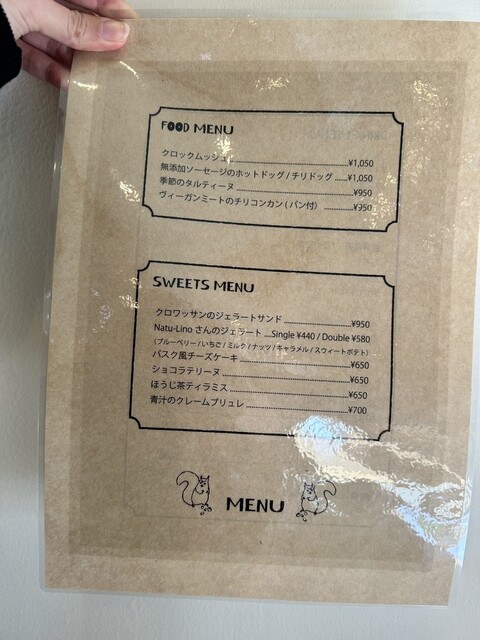 FOOD MENU
クロックムッシュ ¥1,050
無添加ソーセージのホットドッグ / チリドッグ ¥1,050
季節のタルティーヌ ¥950
ヴィーガンミートのチリコンカン ( パン付 ) ¥950
SWEETS MENU
クロワッサンのジェラートサンド ¥950
Natu-Lino さんのジェラート ...Single ¥440 / Double ¥580
(ブルーベリー / いちご / ミルク / ナッツ / キャラメル / スウィートポテト)
バスク風チーズケーキ ¥650
ショコラテリーヌ ¥650
ほうじ茶ティラミス ¥650
青汁のクレームブリュレ ¥700
MENU